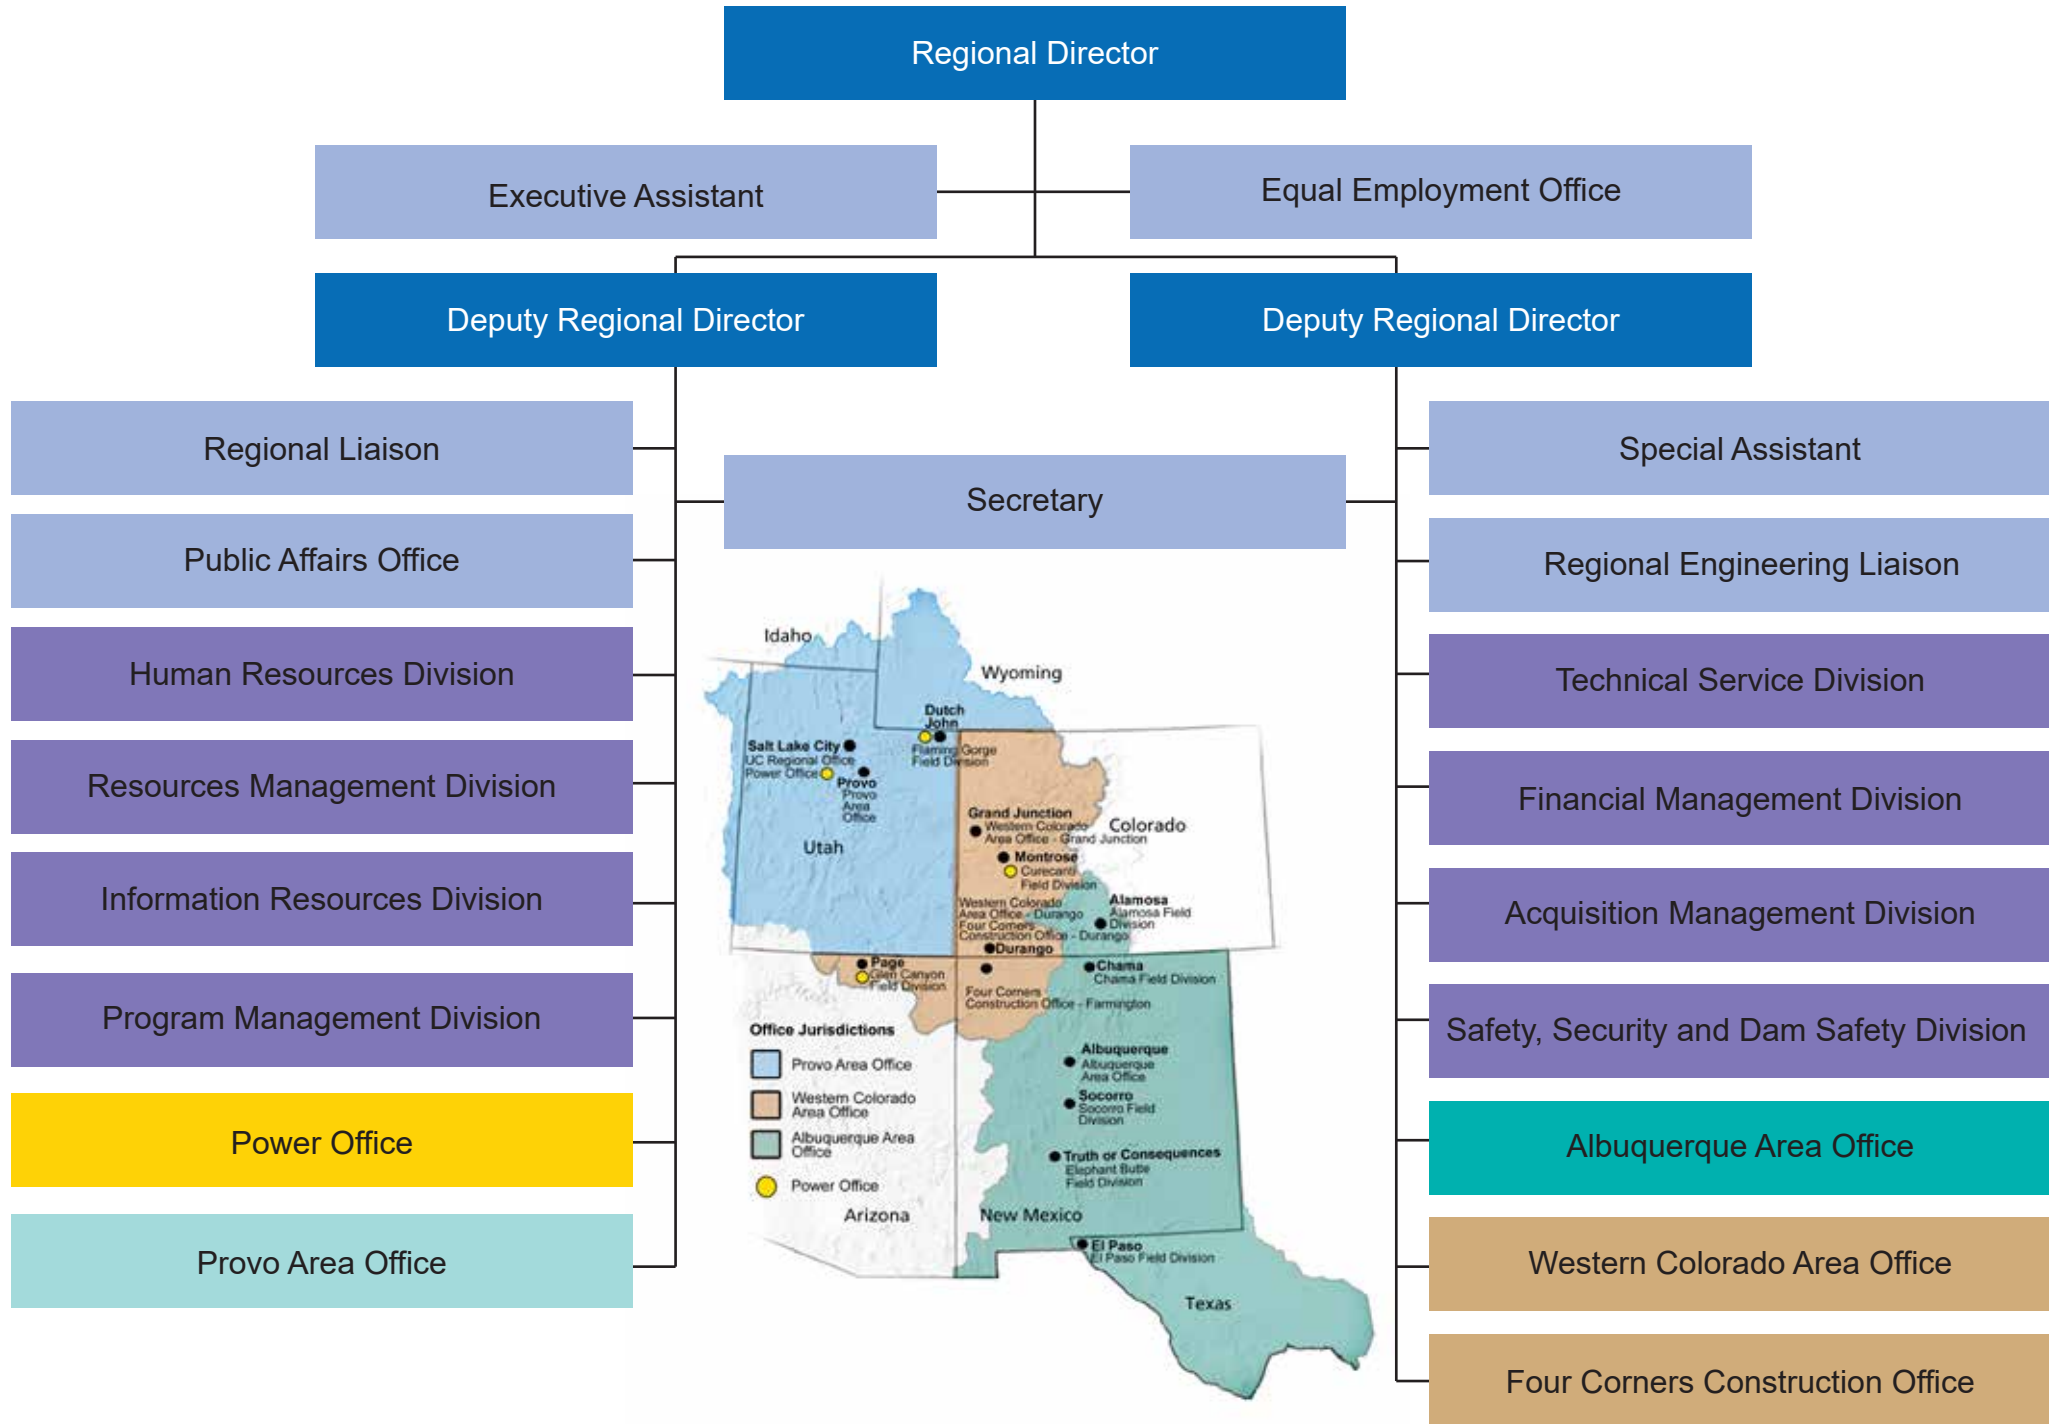 Regional Director
Executive Assistant
Equal Employment Office
Deputy Regional Director
Deputy Regional Director
Regional Liaison
Public Affairs Office
Human Resources Division
Resources Management Division
Information Resources Division
Program Management Division
Power Office
Provo Area Office
Secretary
Special Assistant
Regional Engineering Liaison
Technical Service Division
Financial Management Division
Acquisition Management Division
Safety, Security and Dam Safety Division
Albuquerque Area Office
Western Colorado Area Office
Four Corners Construction Office
Idaho
Wyoming
Dutch
John
Flaming Gorge
Field Division
Salt Lake City
UC Regional Office
Power Office
Provo
Provo
Area
Office
Utah
Grand Junction
Western Colorado
Area Office - Grand Junction
Colorado
Montrose
Curecanti
Field Division
Western Colorado
Area Office - Durango
Four Corners
Construction Office - Durango
Durango
Alamosa
Alamosa Field
Division
Page
Glen Canyon
Field Division
Four Corners
Construction Office - Farmington
Chama
Chama Field Division
Office Jurisdictions
Provo Area Office
Western Colorado
Area Office
Albuquerque Area
Office
Power Office
Albuquerque
Albuquerque
Area Office
Socorro
Socorro Field
Division
Truth or Consequences
Elephant Butte
Field Division
Arizona
New Mexico
El Paso
El Paso Field Division
Texas